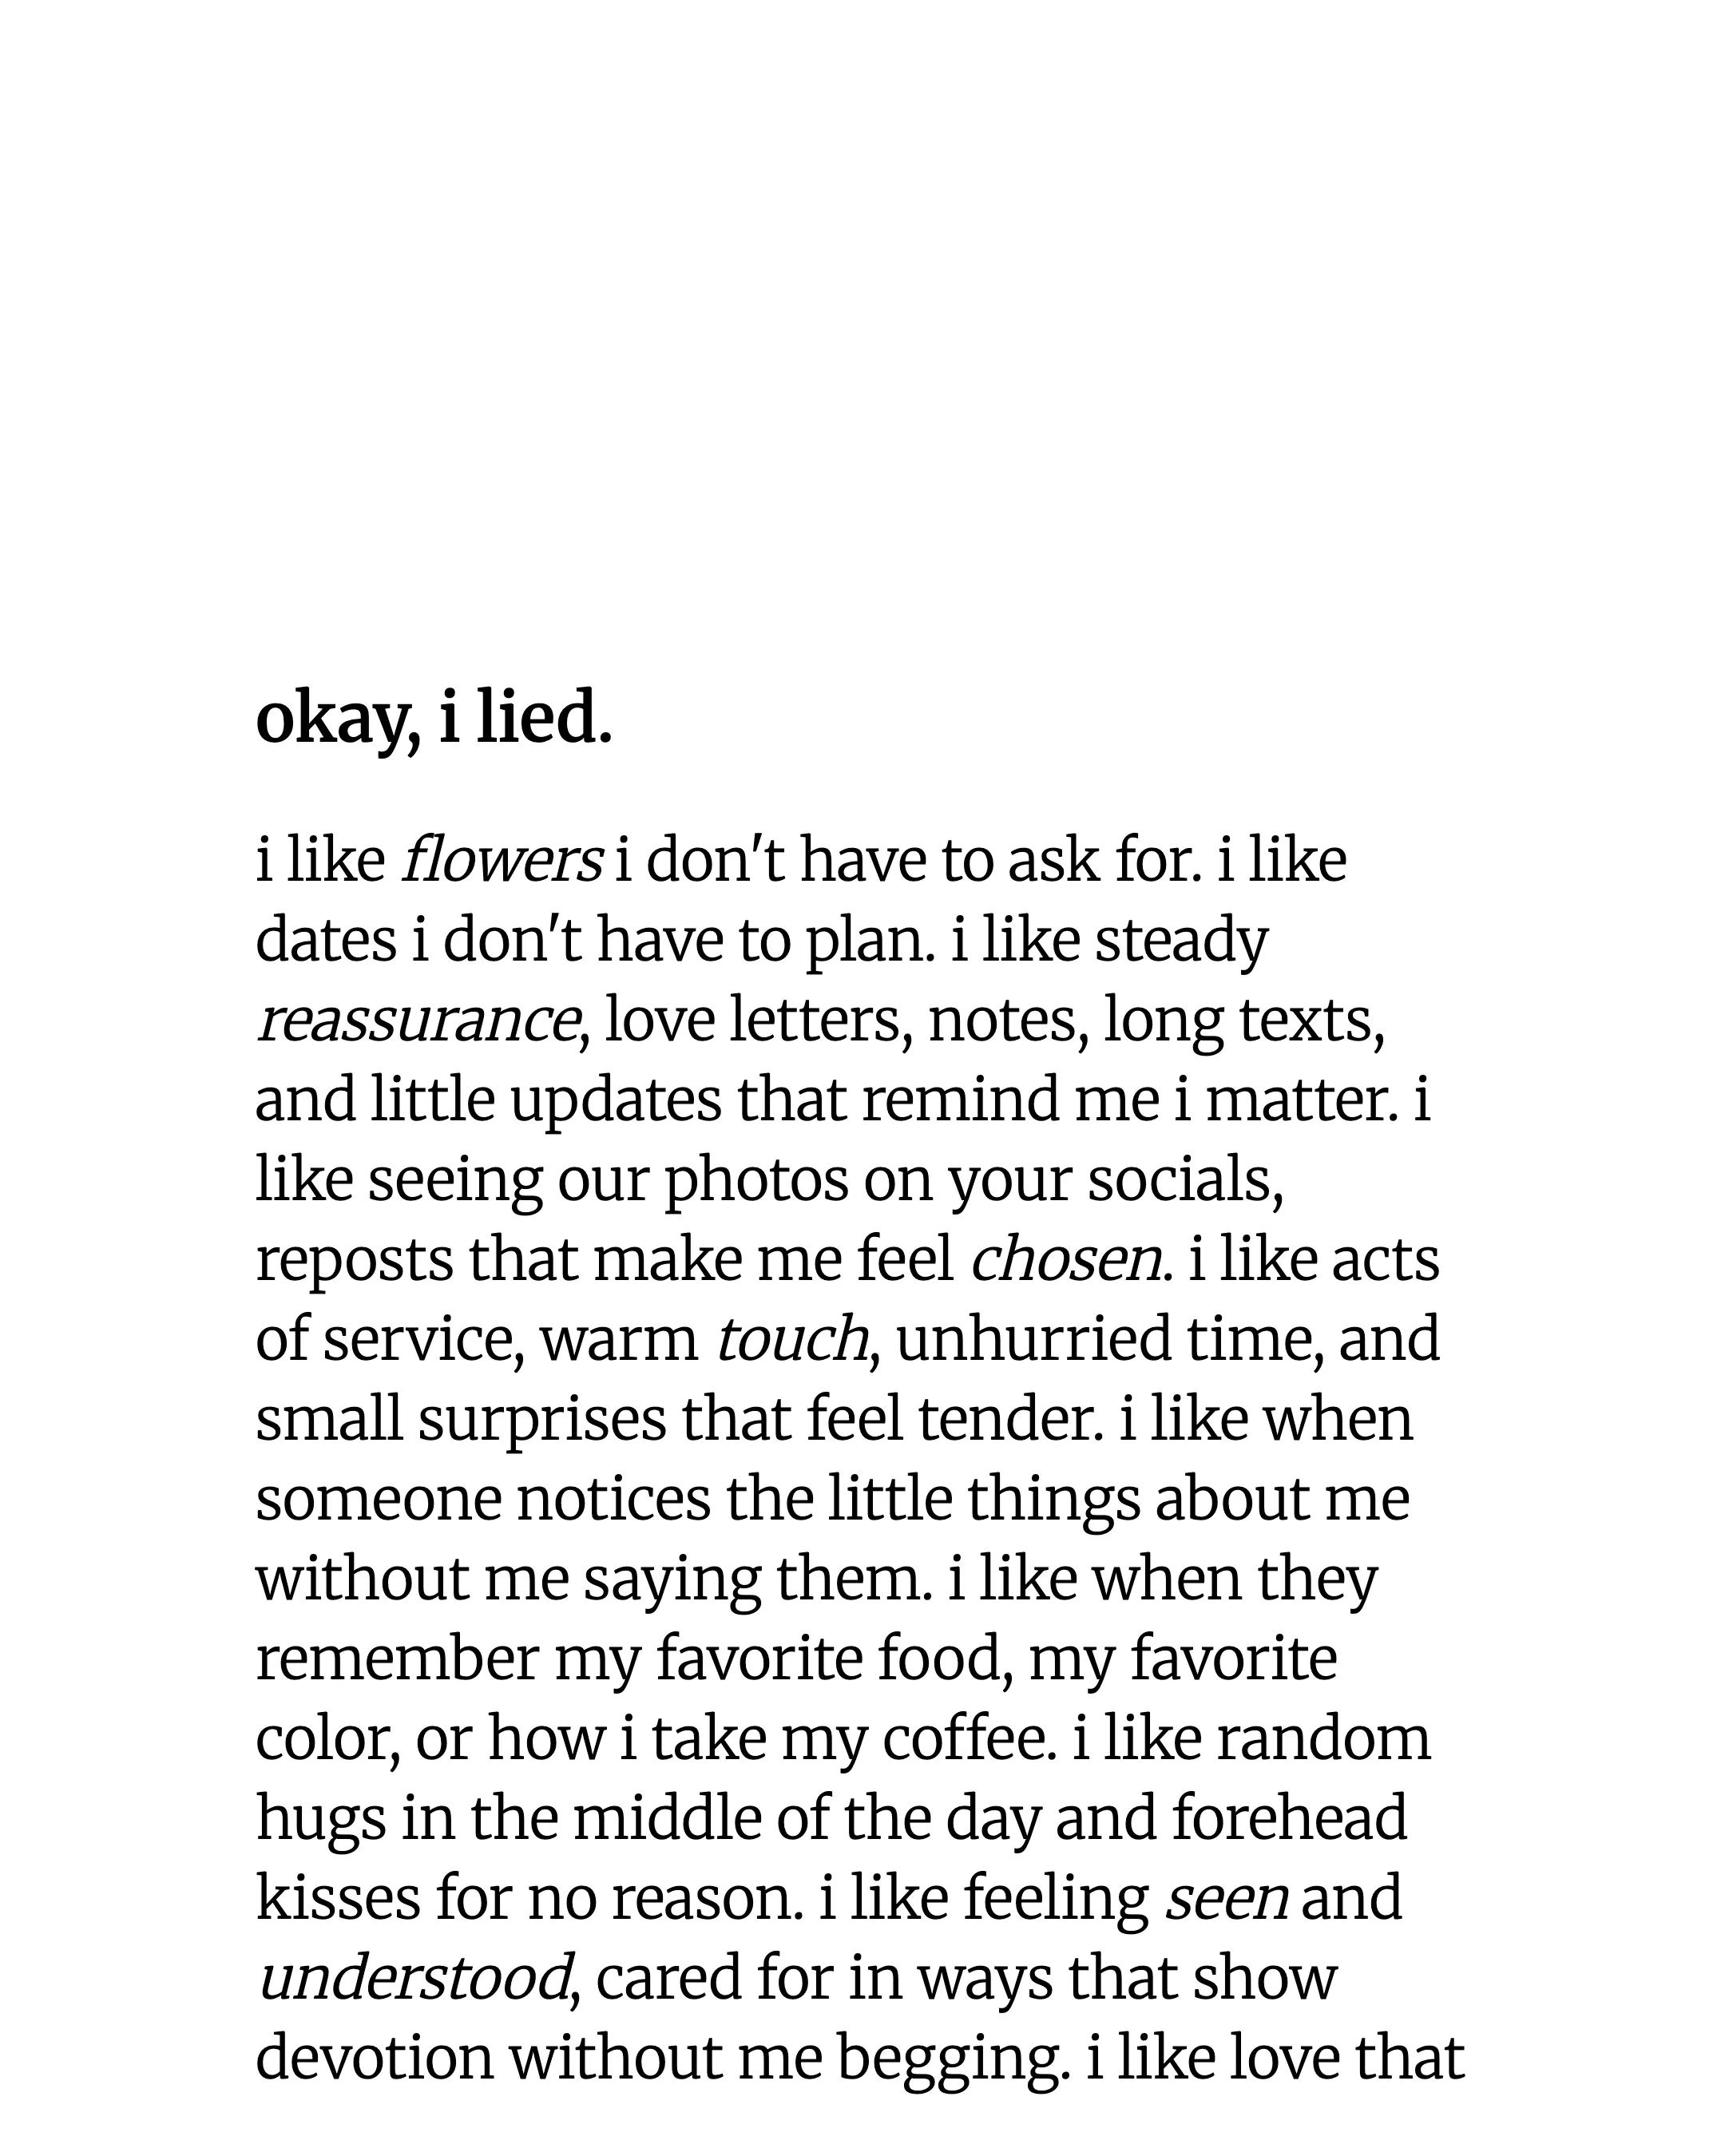 okay, i lied.
i like flowers i don't have to ask for. i like
dates i don't have to plan. i like steady
reassurance, love letters, notes, long texts,
and little updates that remind me i matter. i
like seeing our photos on your socials,
reposts that make me feel chosen. i like acts
of service, warm touch, unhurried time, and
small surprises that feel tender. i like when
someone notices the little things about me
without me saying them. i like when they
remember my favorite food, my favorite
color, or how i take my coffee. i like random
hugs in the middle of the day and forehead
kisses for no reason. i like feeling seen and
understood, cared for in ways that show
devotion without me begging. i like love that